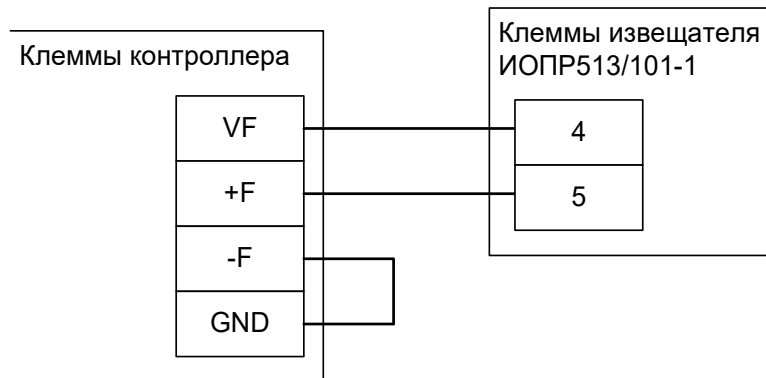 Клеммы контроллера
VF
+F
-F
GND
Клеммы извещателя
ИОПР513/101-1
4
5